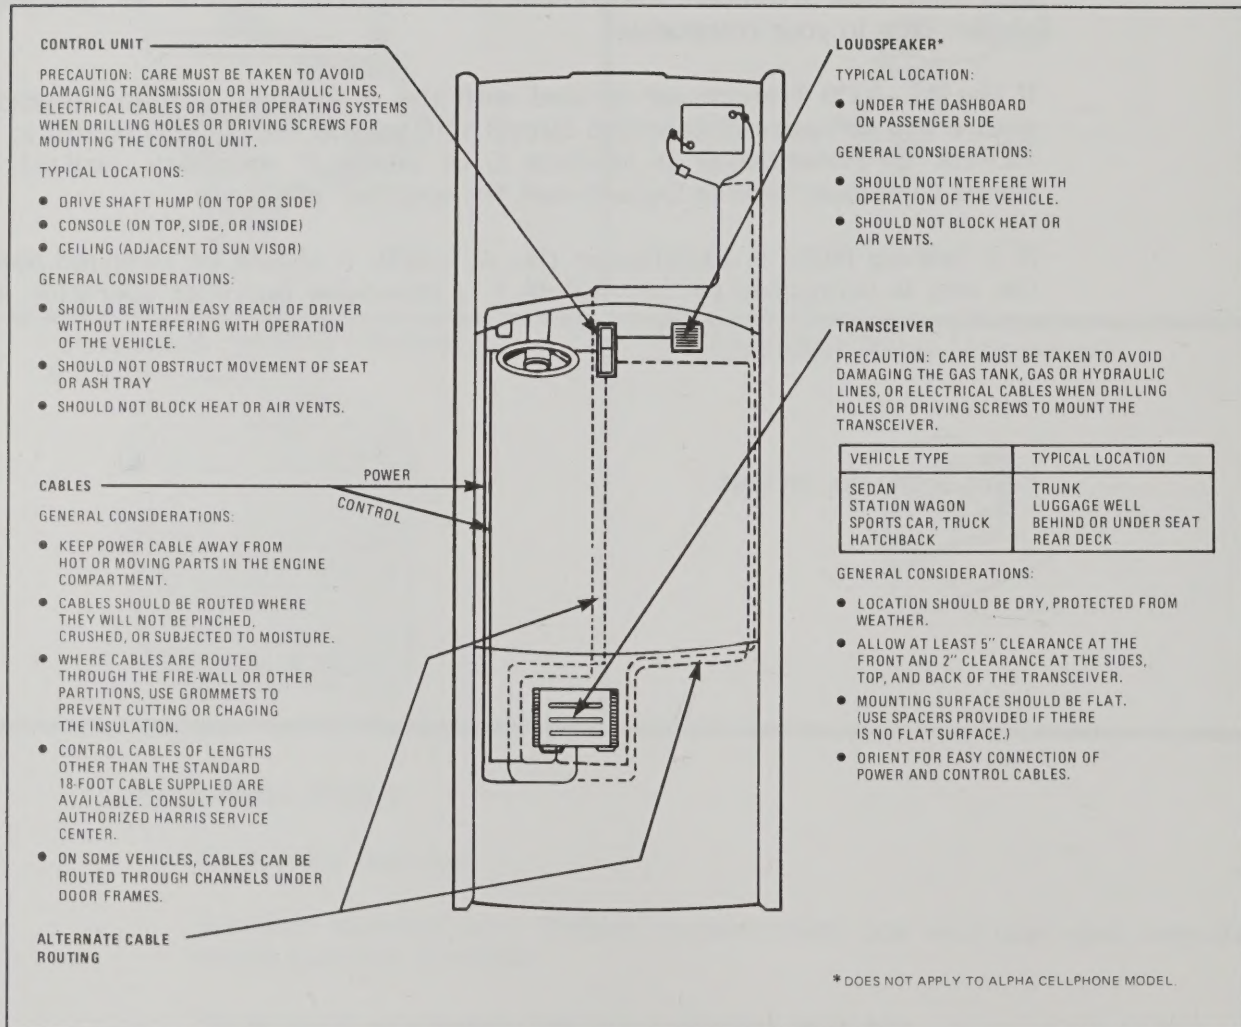 CONTROL UNIT
PRECAUTION: CARE MUST BE TAKEN TO AVOID
DAMAGING TRANSMISSION OR HYDRAULIC LINES,
ELECTRICAL CABLES OR OTHER OPERATING SYSTEMS
WHEN DRILLING HOLES OR DRIVING SCREWS FOR
MOUNTING THE CONTROL UNIT.
TYPICAL LOCATIONS:
● DRIVE SHAFT HUMP (ON TOP OR SIDE)
● CONSOLE (ON TOP, SIDE, OR INSIDE)
● CEILING (ADJACENT TO SUN VISOR)
GENERAL CONSIDERATIONS:
● SHOULD BE WITHIN EASY REACH OF DRIVER
WITHOUT INTERFERING WITH OPERATION
OF THE VEHICLE.
● SHOULD NOT OBSTRUCT MOVEMENT OF SEAT
OR ASH TRAY
● SHOULD NOT BLOCK HEAT OR AIR VENTS.
CABLES
POWER
CONTROL
GENERAL CONSIDERATIONS:
● KEEP POWER CABLE AWAY FROM
HOT OR MOVING PARTS IN THE ENGINE
COMPARTMENT.
● CABLES SHOULD BE ROUTED WHERE
THEY WILL NOT BE PINCHED,
CRUSHED, OR SUBJECTED TO MOISTURE.
● WHERE CABLES ARE ROUTED
THROUGH THE FIRE-WALL OR OTHER
PARTITIONS, USE GROMMETS TO
PREVENT CUTTING OR CHAGING
THE INSULATION.
● CONTROL CABLES OF LENGTHS
OTHER THAN THE STANDARD
18-FOOT CABLE SUPPLIED ARE
AVAILABLE. CONSULT YOUR
AUTHORIZED HARRIS SERVICE
CENTER.
● ON SOME VEHICLES, CABLES CAN BE
ROUTED THROUGH CHANNELS UNDER
DOOR FRAMES.
ALTERNATE CABLE
ROUTING
LOUDSPEAKER*
TYPICAL LOCATION:
● UNDER THE DASHBOARD
ON PASSENGER SIDE
GENERAL CONSIDERATIONS:
● SHOULD NOT INTERFERE WITH
OPERATION OF THE VEHICLE.
● SHOULD NOT BLOCK HEAT OR
AIR VENTS.
TRANSCEIVER
PRECAUTION: CARE MUST BE TAKEN TO AVOID
DAMAGING THE GAS TANK, GAS OR HYDRAULIC
LINES, OR ELECTRICAL CABLES WHEN DRILLING
HOLES OR DRIVING SCREWS TO MOUNT THE
TRANSCEIVER.
VEHICLE TYPE TYPICAL LOCATION
SEDAN TRUNK
STATION WAGON LUGGAGE WELL
SPORTS CAR, TRUCK BEHIND OR UNDER SEAT
HATCHBACK REAR DECK
GENERAL CONSIDERATIONS:
● LOCATION SHOULD BE DRY, PROTECTED FROM
WEATHER.
● ALLOW AT LEAST 5" CLEARANCE AT THE
FRONT AND 2" CLEARANCE AT THE SIDES,
TOP, AND BACK OF THE TRANSCEIVER.
● MOUNTING SURFACE SHOULD BE FLAT.
(USE SPACERS PROVIDED IF THERE
IS NO FLAT SURFACE.)
● ORIENT FOR EASY CONNECTION OF
POWER AND CONTROL CABLES.
*DOES NOT APPLY TO ALPHA CELLPHONE MODEL.